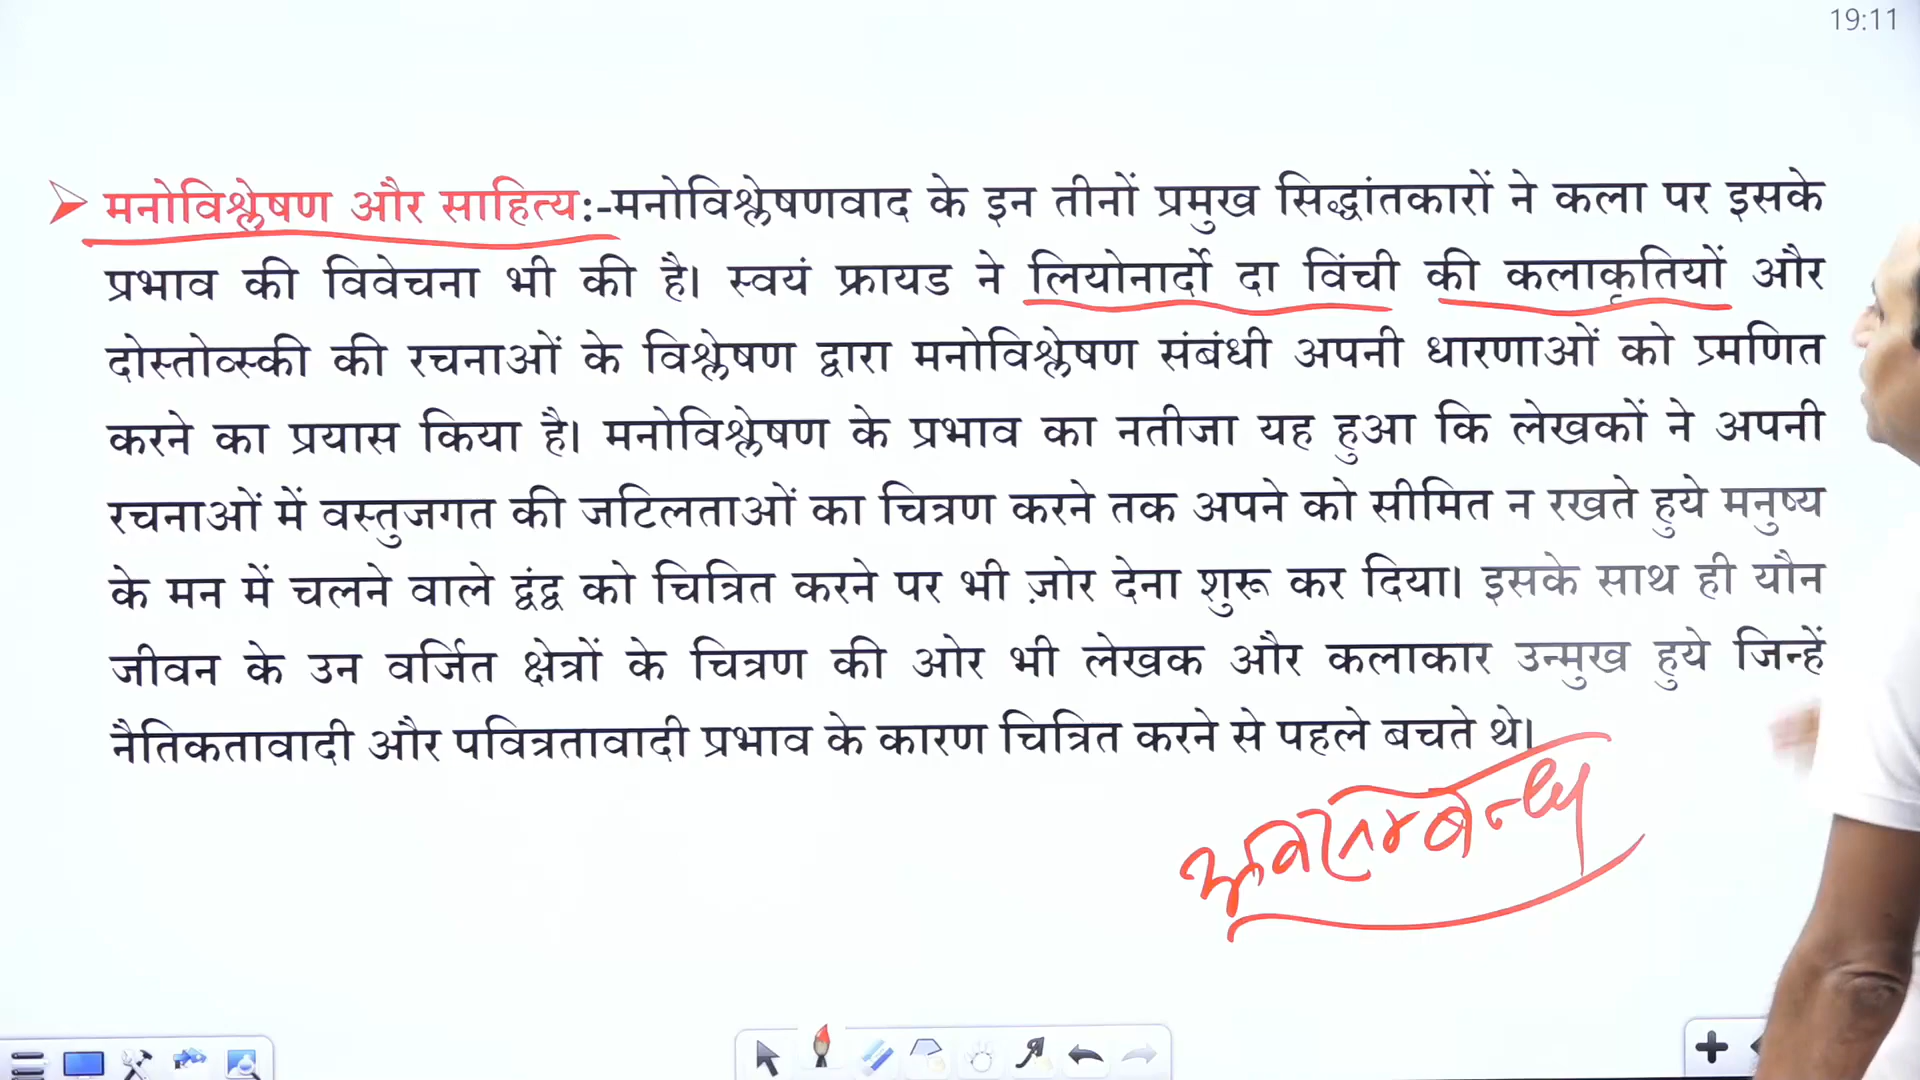 19:11
मनोविश्लेषण और साहित्य:-मनोविश्लेषणवाद के इन तीनों प्रमुख सिद्धांतकारों ने कला पर इसके
प्रभाव की विवेचना भी की है। स्वयं फ्रायड ने लियोनार्दो दा विंची की कलाकृतियों और
दोस्तोव्स्की की रचनाओं के विश्लेषण द्वारा मनोविश्लेषण संबंधी अपनी धारणाओं को प्रमणित
करने का प्रयास किया है। मनोविश्लेषण के प्रभाव का नतीजा यह हुआ कि लेखकों ने अपनी
रचनाओं में वस्तुजगत की जटिलताओं का चित्रण करने तक अपने को सीमित न रखते हुये मनुष्य
के मन में चलने वाले द्वंद्व को चित्रित करने पर भी ज़ोर देना शुरू कर दिया। इसके साथ ही यौन
जीवन के उन वर्जित क्षेत्रों के चित्रण की ओर भी लेखक और कलाकार उन्मुख हुये जिन्हें
नैतिकतावादी और पवित्रतावादी प्रभाव के कारण चित्रित करने से पहले बचते थे।